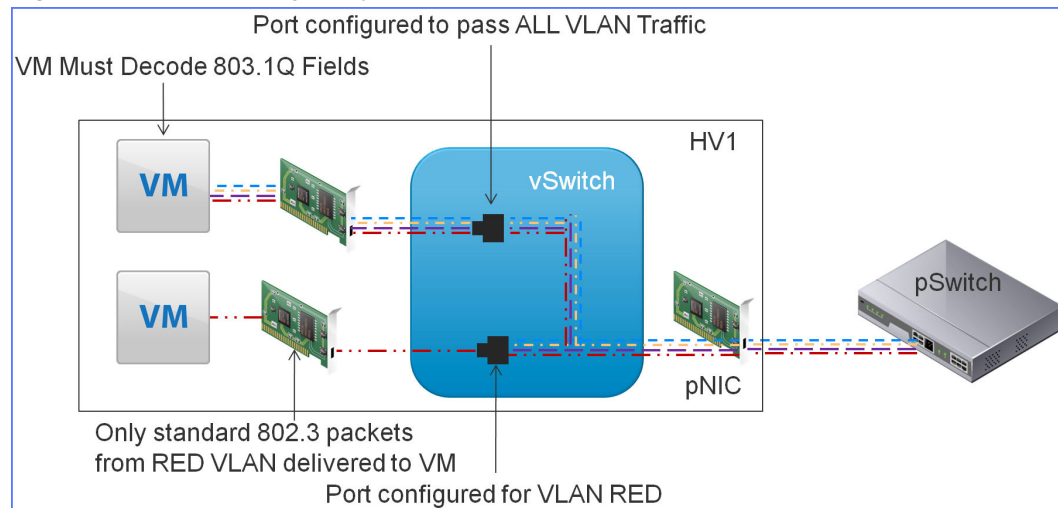 Port configured to pass ALL VLAN Traffic
VM Must Decode 803.1Q Fields
HV1
VM
vSwitch
pSwitch
VM
pNIC
Only standard 802.3 packets
from RED VLAN delivered to VM
Port configured for VLAN RED